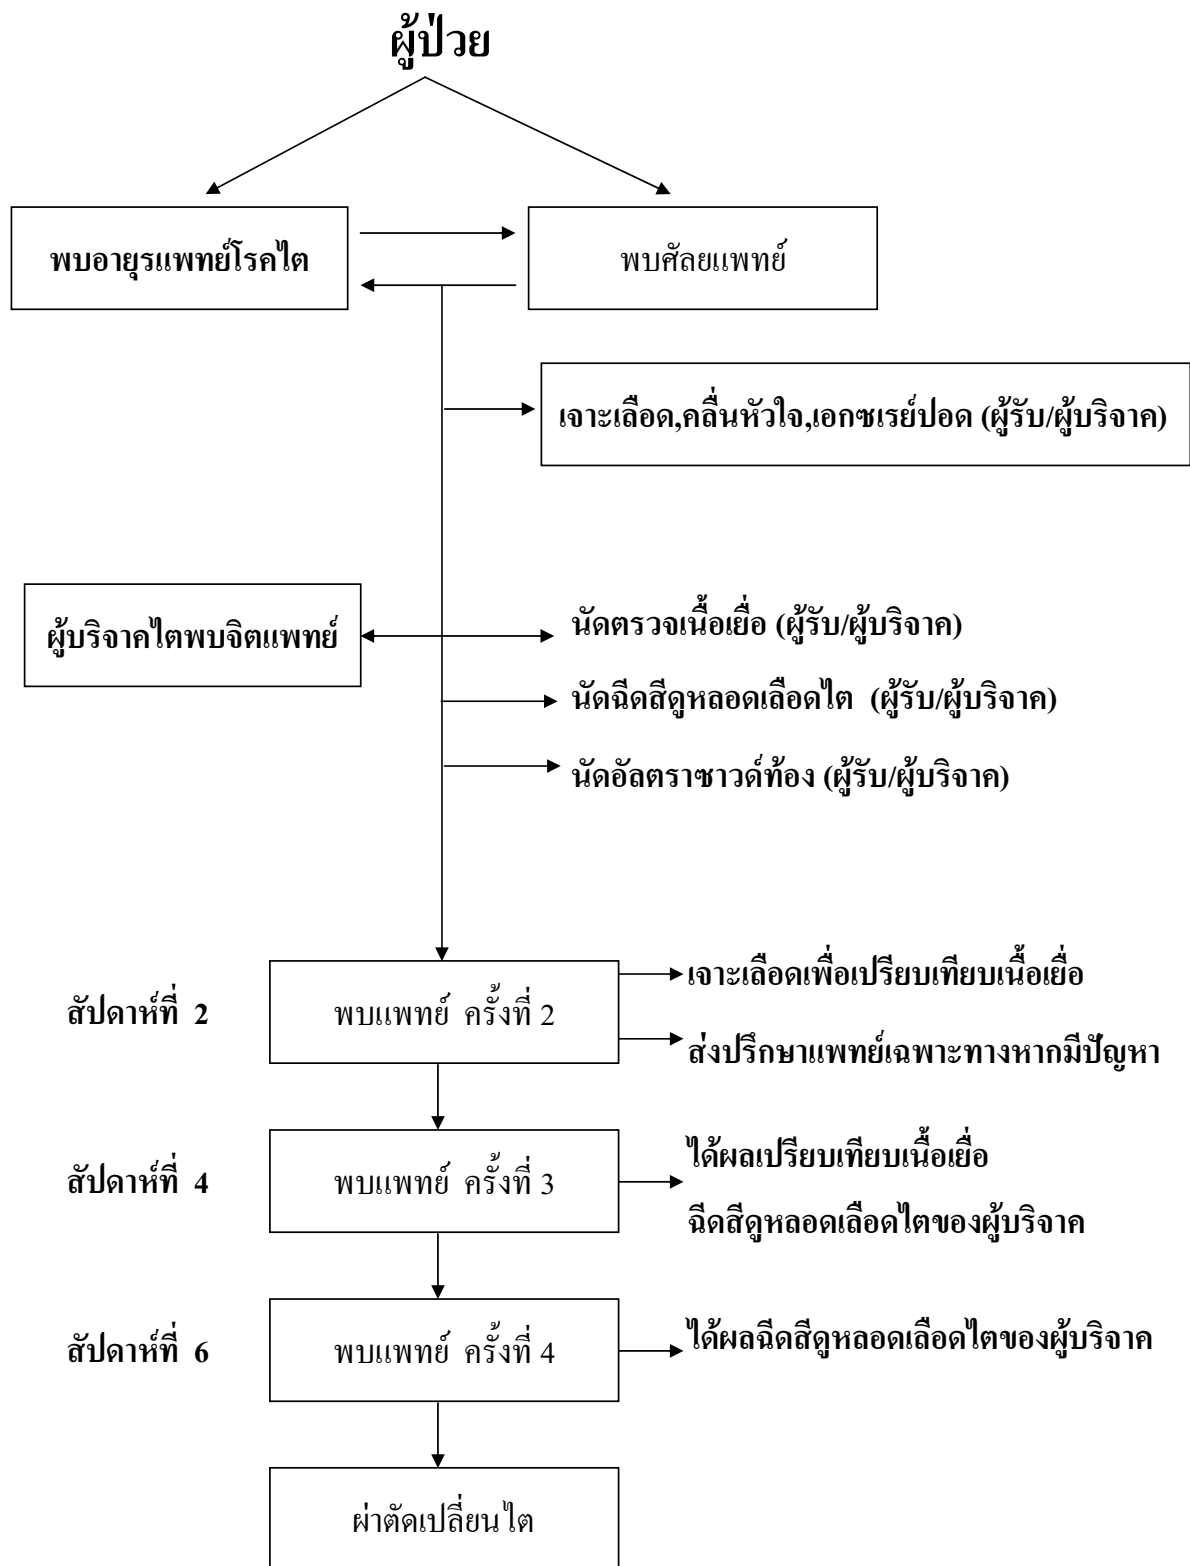 ผู้ป่วย
พบอายุรแพทย์โรคไต
พบศัลยแพทย์
เจาะเลือด,คลื่นหัวใจ,เอกซเรย์ปอด (ผู้รับ/ผู้บริจาค)
ผู้บริจาคไตพบจิตแพทย์
นัดตรวจเนื้อเยื่อ (ผู้รับ/ผู้บริจาค)
นัดฉีดสีดูหลอดเลือดไต (ผู้รับ/ผู้บริจาค)
นัดอัลตราซาวด์ท้อง (ผู้รับ/ผู้บริจาค)
สัปดาห์ที่ 2
พบแพทย์ ครั้งที่ 2
เจาะเลือดเพื่อเปรียบเทียบเนื้อเยื่อ
ส่งปรึกษาแพทย์เฉพาะทางหากมีปัญหา
สัปดาห์ที่ 4
พบแพทย์ ครั้งที่ 3
ได้ผลเปรียบเทียบเนื้อเยื่อ
ฉีดสีดูหลอดเลือดไตของผู้บริจาค
สัปดาห์ที่ 6
พบแพทย์ ครั้งที่ 4
ได้ผลฉีดสีดูหลอดเลือดไตของผู้บริจาค
ผ่าตัดเปลี่ยนไต